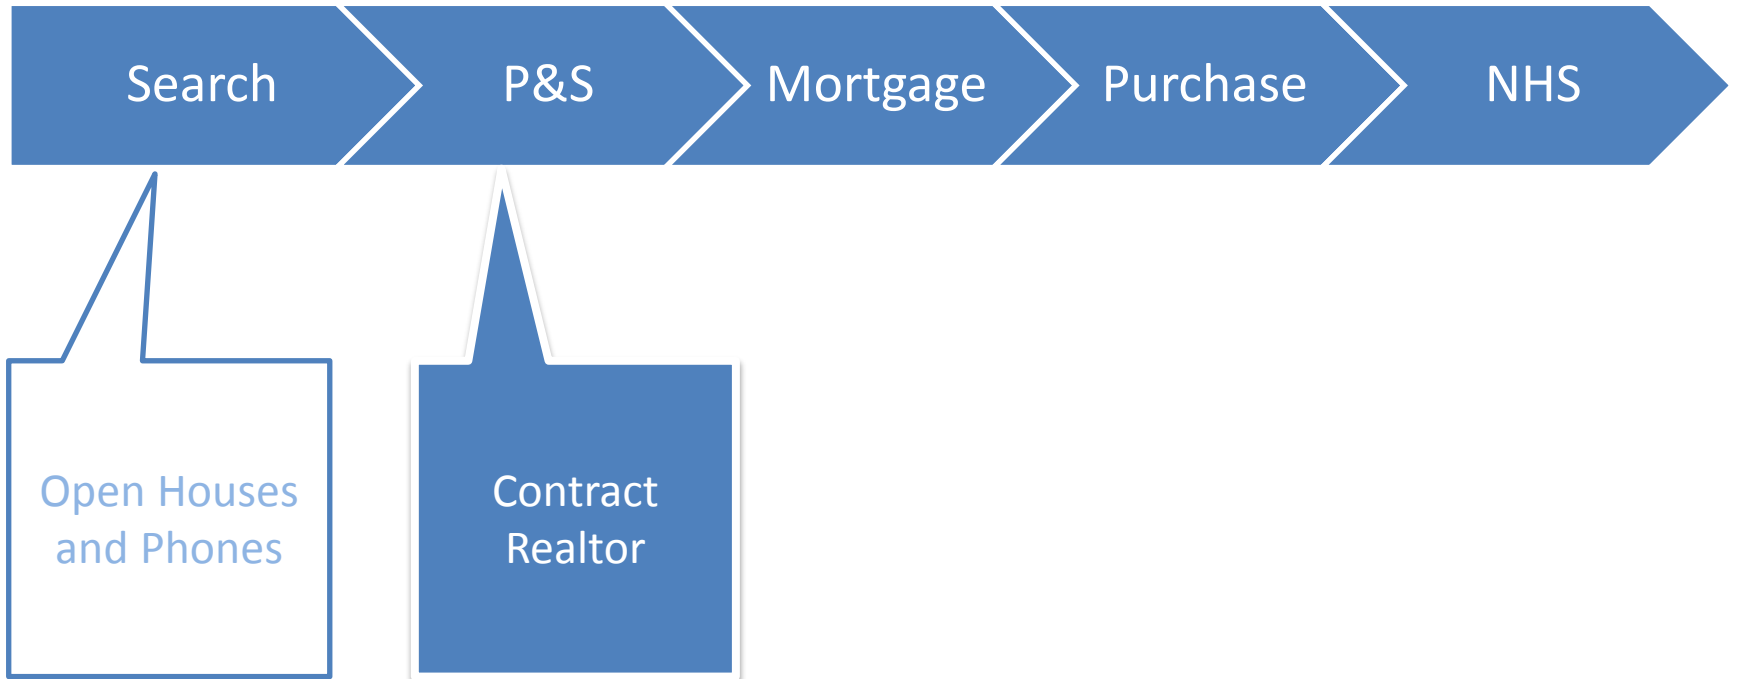 Search
P&S
Mortgage
Purchase
NHS
Open Houses
and Phones
Contract
Realtor